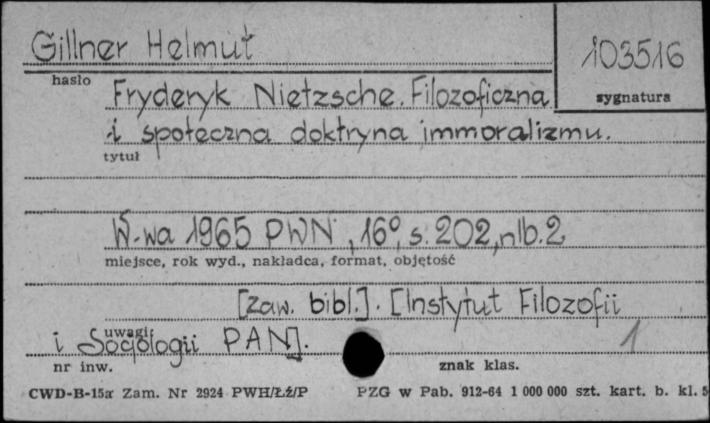 Gillner Helmut
103516
hasło
sygnatura
Fryderyk Nietzsche. Filozoficzna
i społeczna doktryna immoralizmu.
tytuł
W-wa 1965 PWN, 16°, s. 202, nlb. 2
miejsce, rok wyd., nakładca, format, objętość
[zaw. bibl.]. [Instytut Filozofii
uwagi:
i Socjologii PAN].
1
nr inw.
znak klas.
CWD-B-15a Zam. Nr 2924 PWH/Łź/P PZG w Pab. 912-64 1 000 000 szt. kart. b. kl. 5